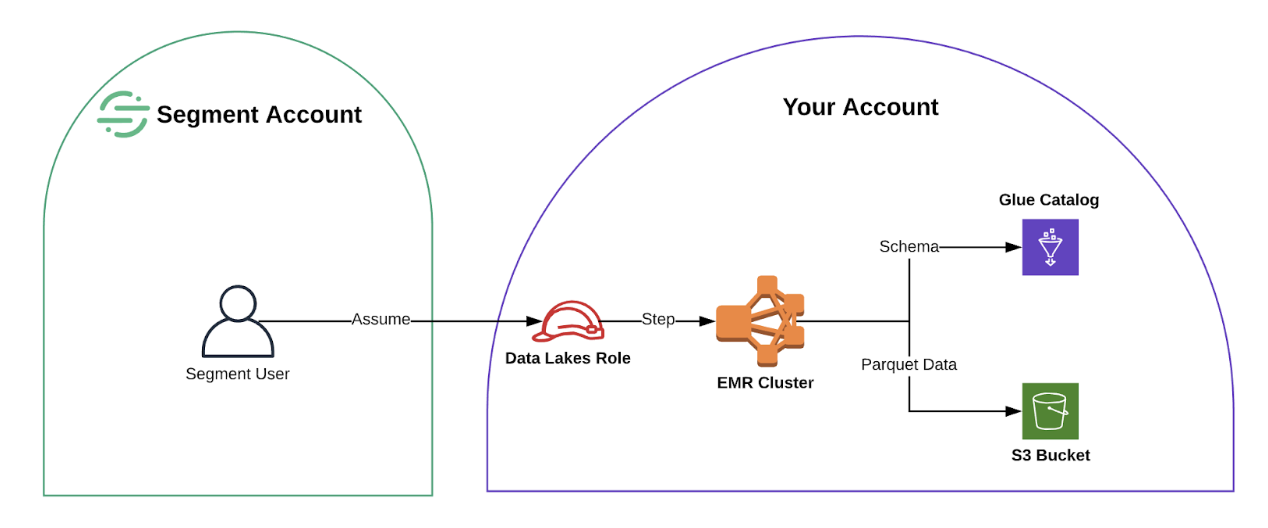 Segment Account
Your Account
Glue Catalog
Schema
Assume
Step
Data Lakes Role
Segment User
Parquet Data
EMR Cluster
S3 Bucket